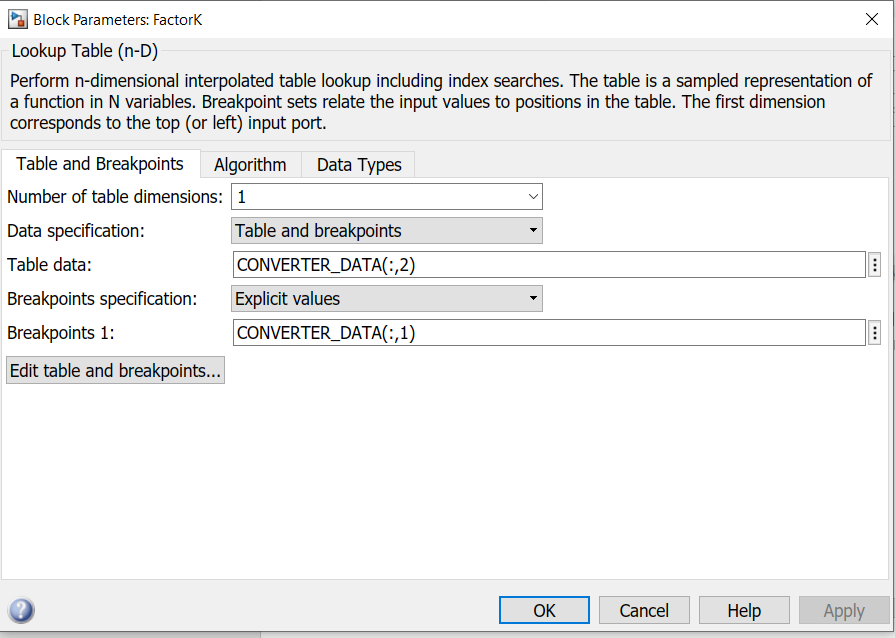 Block Parameters: FactorK
Lookup Table (n-D)
Perform n-dimensional interpolated table lookup including index searches. The table is a sampled representation of
a function in N variables. Breakpoint sets relate the input values to positions in the table. The first dimension
corresponds to the top (or left) input port.
Table and Breakpoints Algorithm Data Types
Number of table dimensions: 1
Data specification: Table and breakpoints
Table data: CONVERTER_DATA(:,2)
Breakpoints specification: Explicit values
Breakpoints 1: CONVERTER_DATA(:,1)
Edit table and breakpoints...
OK Cancel Help Apply